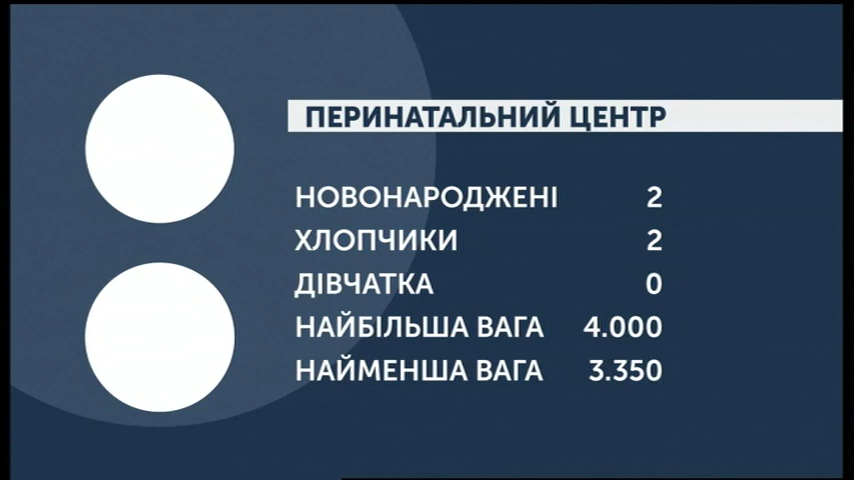 ПЕРИНАТАЛЬНИЙ ЦЕНТР
НОВОНАРОДЖЕНІ 2
ХЛОПЧИКИ 2
ДІВЧАТКА 0
НАЙБІЛЬША ВАГА 4.000
НАЙМЕНША ВАГА 3.350